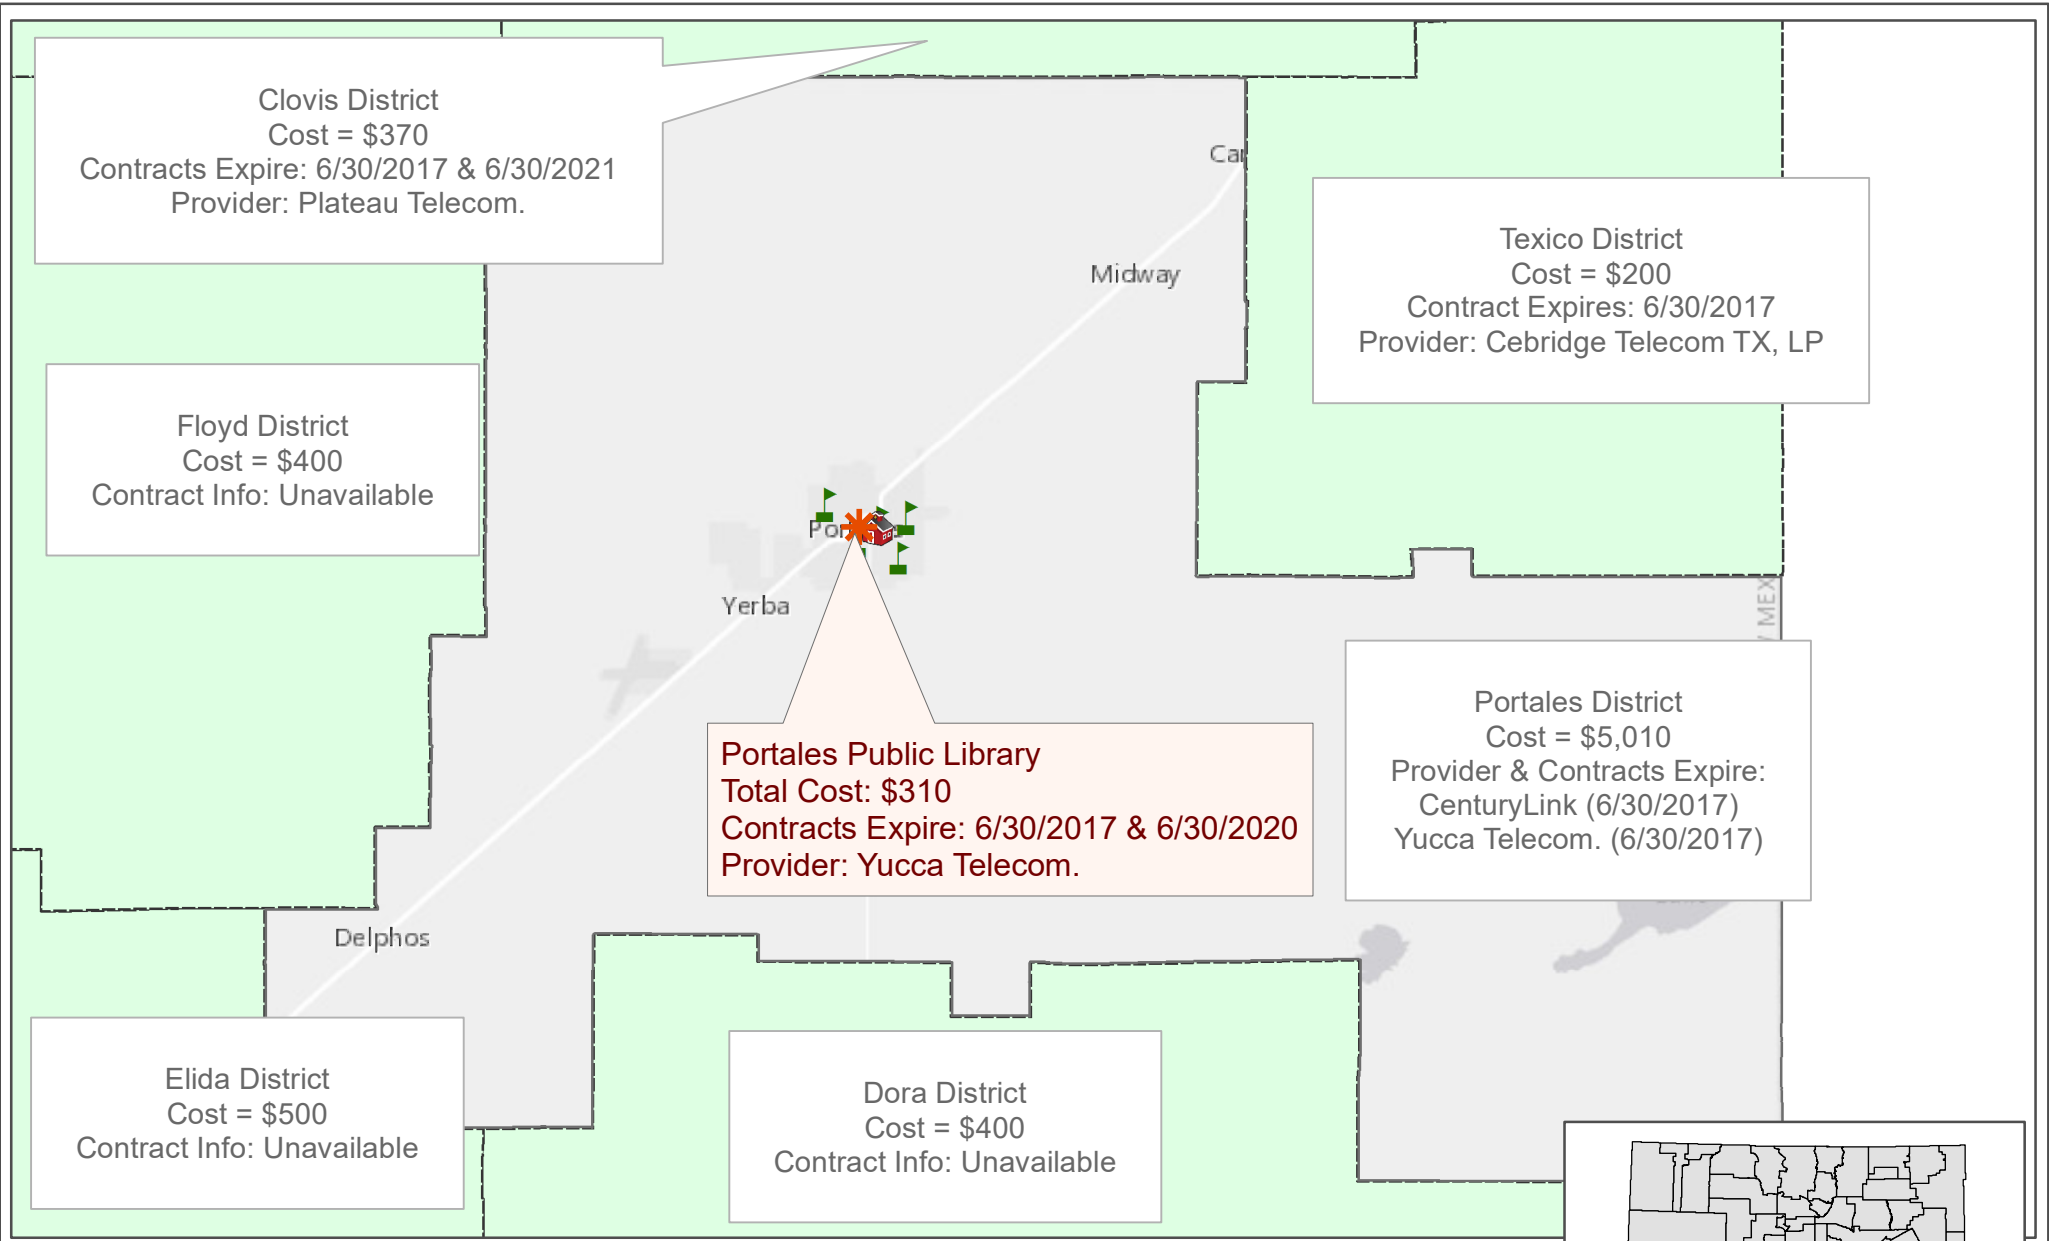 Clovis District
Cost = $370
Contracts Expire: 6/30/2017 & 6/30/2021
Provider: Plateau Telecom.
Midway
Texico District
Cost = $200
Contract Expires: 6/30/2017
Provider: Cebridge Telecom TX, LP
Floyd District
Cost = $400
Contract Info: Unavailable
Yerba
Portales District
Cost = $5,010
Provider & Contracts Expire:
CenturyLink (6/30/2017)
Yucca Telecom. (6/30/2017)
Portales Public Library
Total Cost: $310
Contracts Expire: 6/30/2017 & 6/30/2020
Provider: Yucca Telecom.
Delphos
Elida District
Cost = $500
Contract Info: Unavailable
Dora District
Cost = $400
Contract Info: Unavailable